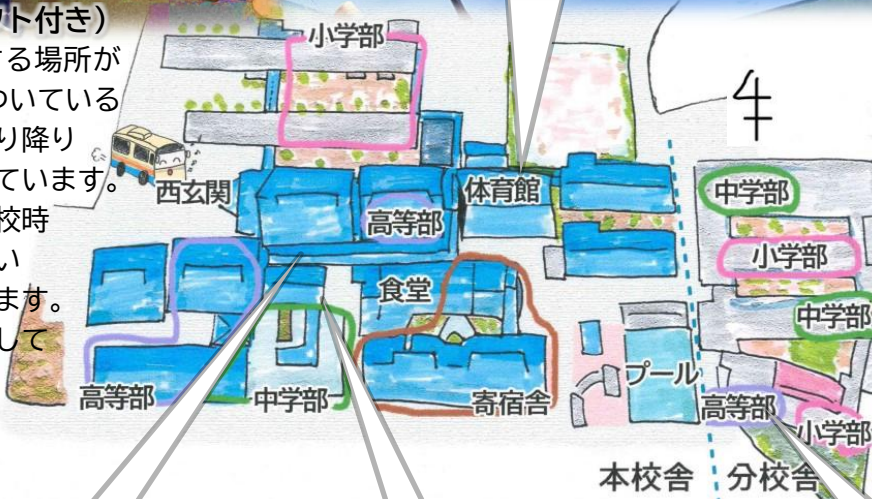 ト付き）
する場所が
ついている
り降り
ています。
校時
い
ます。
して
小学部
西玄関
高等部
体育館
食堂
高等部
中学部
寄宿舎
プール
中学部
小学部
中学部
高等部
小学部
本校舎
分校舎